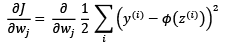 ∂J/∂w_j = ∂/∂w_j 1/2 ∑_i (y^(i) − ϕ(z^(i)))^2